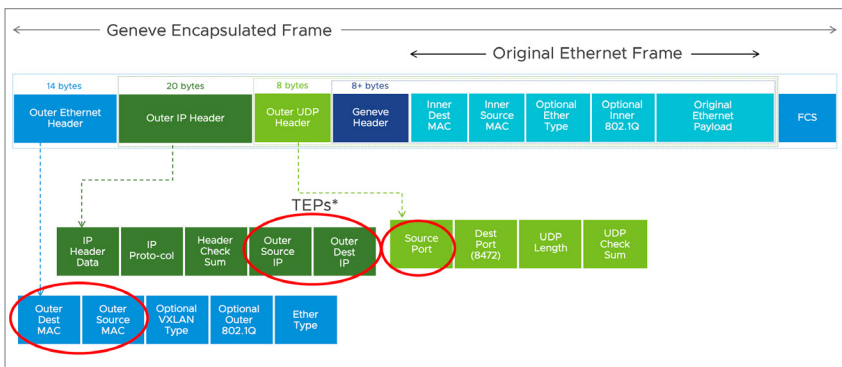 Geneve Encapsulated Frame
Original Ethernet Frame
14 bytes
20 bytes
8 bytes
8+ bytes
Outer Ethernet
Header
Outer IP Header
Outer UDP
Header
Geneve
Header
Inner
Dest
MAC
Inner
Source
MAC
Optional
Ether
Type
Optional
Inner
802.1Q
Original
Ethernet
Payload
FCS
TEPs*
IP
Header
Data
IP
Proto-col
Header
Check
Sum
Outer
Source
IP
Outer
Dest
IP
Source
Port
Dest
Port
(8472)
UDP
Length
UDP
Check
Sum
Outer
Dest
MAC
Outer
Source
MAC
Optional
VXLAN
Type
Optional
Outer
802.1Q
Ether
Type